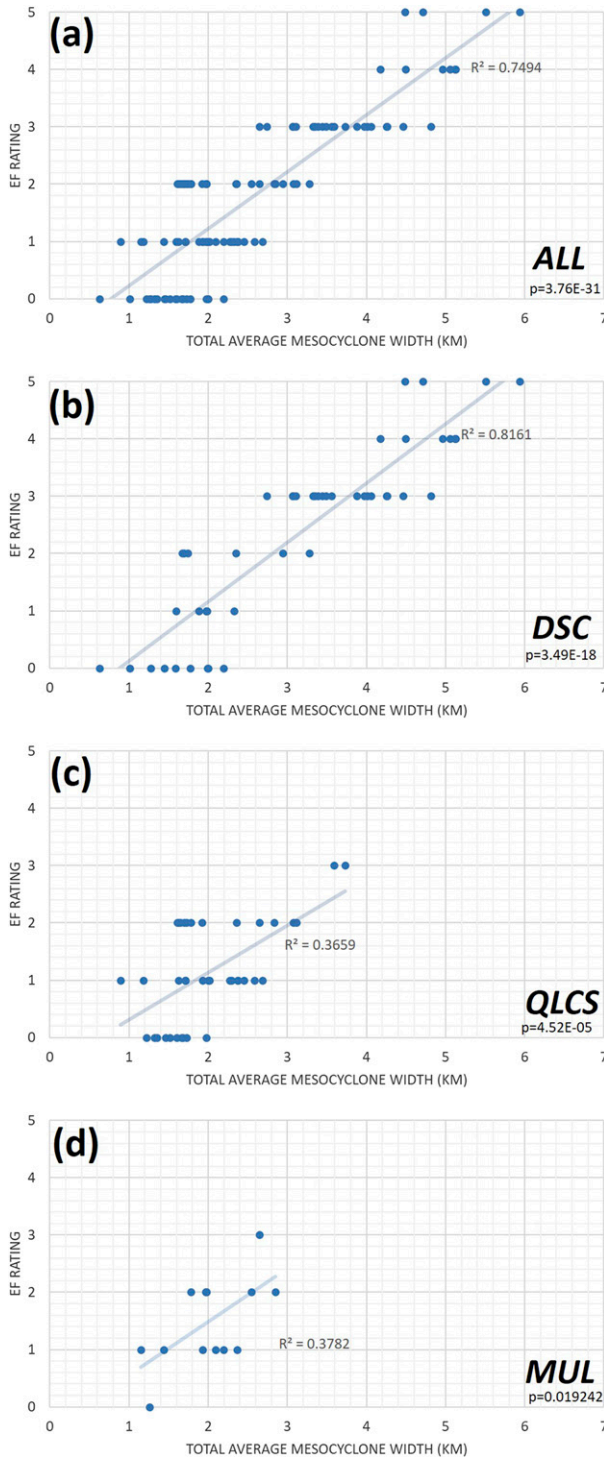 (a)
5
4
3
2
1
0
EF RATING
R² = 0.7494
ALL
p=3.76E-31
0 1 2 3 4 5 6 7
TOTAL AVERAGE MESOCYCLONE WIDTH (KM)
(b)
5
4
3
2
1
0
EF RATING
R² = 0.8161
DSC
p=3.49E-18
0 1 2 3 4 5 6 7
TOTAL AVERAGE MESOCYCLONE WIDTH (KM)
(c)
5
4
3
2
1
0
EF RATING
R² = 0.3659
QLCS
p=4.52E-05
0 1 2 3 4 5 6 7
TOTAL AVERAGE MESOCYCLONE WIDTH (KM)
(d)
5
4
3
2
1
0
EF RATING
R² = 0.3782
MUL
p=0.019242
0 1 2 3 4 5 6 7
TOTAL AVERAGE MESOCYCLONE WIDTH (KM)